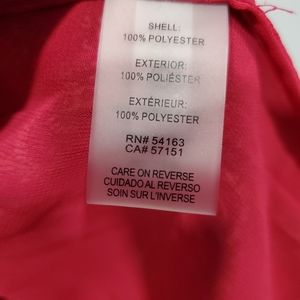 SHELL:
100% POLYESTER
EXTERIOR:
100% POLIÉSTER
EXTÉRIEUR:
100% POLYESTER
RN# 54163
CA# 57151
CARE ON REVERSE
CUIDADO AL REVERSO
SOIN SUR L'INVERSE